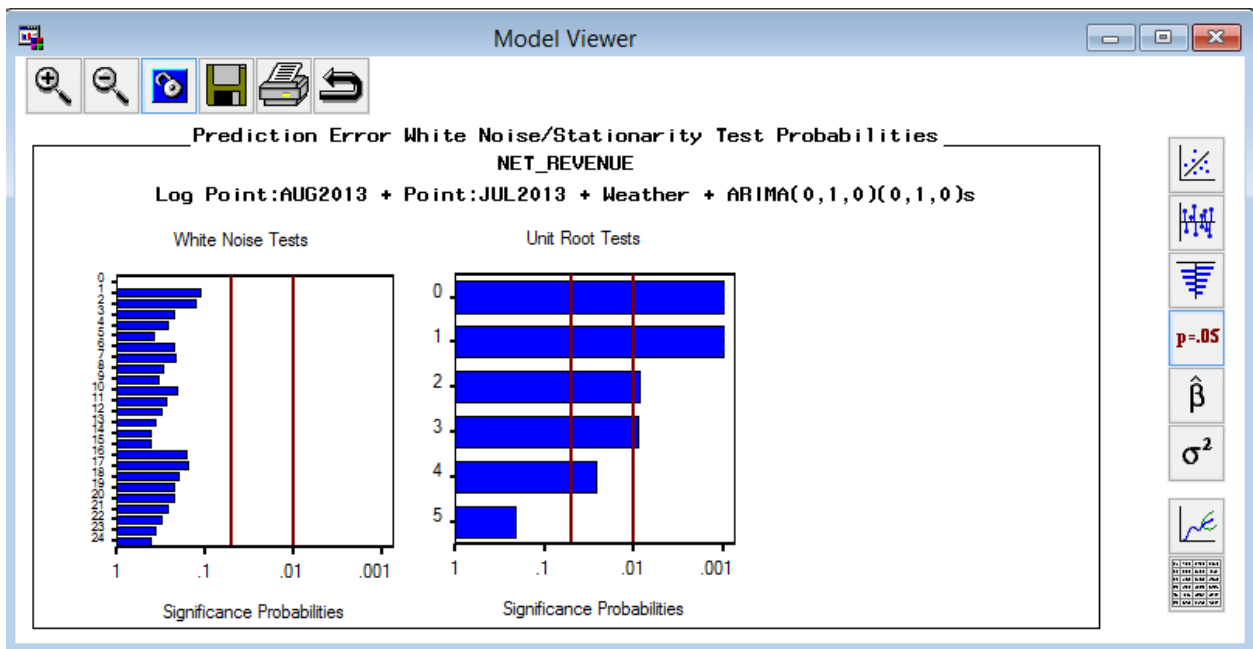 Model Viewer
Prediction Error White Noise/Stationarity Test Probabilities
NET_REVENUE
Log Point:AUG2013 + Point:JUL2013 + Weather + ARIMA(0,1,0)(0,1,0)s
White Noise Tests
Unit Root Tests
0
1
2
3
4
5
6
7
8
9
10
11
12
13
14
15
16
17
18
19
20
21
22
23
24
1 .1 .01 .001
Significance Probabilities
0
1
2
3
4
5
1 .1 .01 .001
Significance Probabilities
p=.05
β̂
σ²